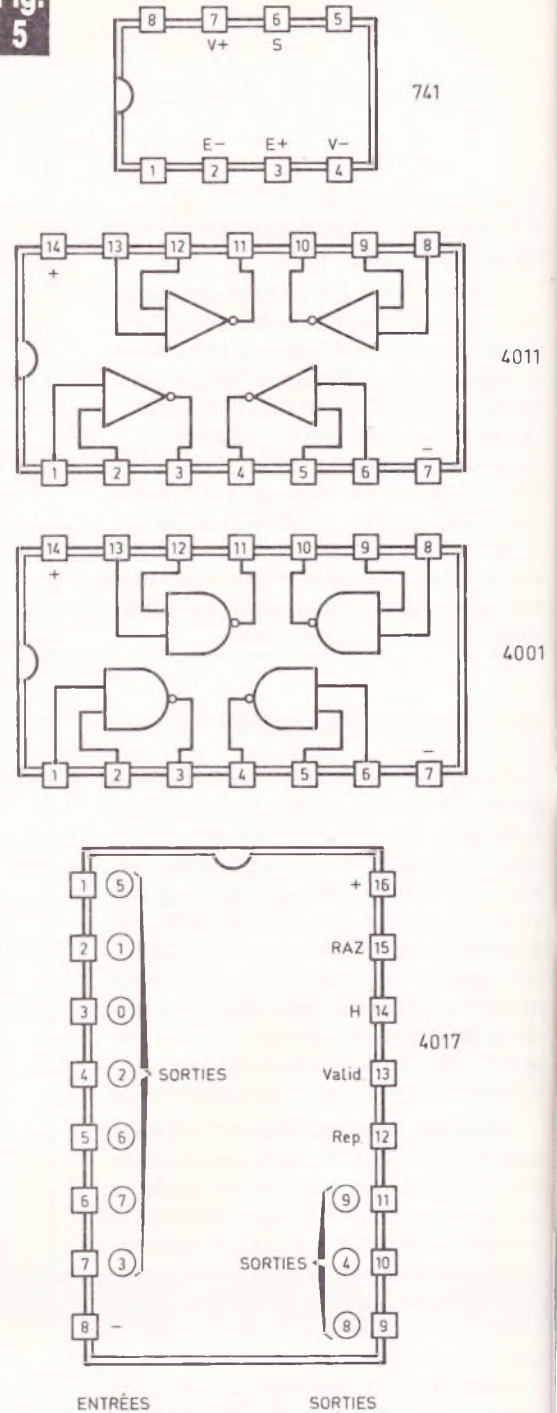 Fig.
5
8 7 6 5
V+ S
741
E− E+ V−
1 2 3 4
14 13 12 11 10 9 8
+
4011
−
1 2 3 4 5 6 7
14 13 12 11 10 9 8
+
4001
−
1 2 3 4 5 6 7
1 5 + 16
2 1 RAZ 15
3 0 H 14
4017
4 2 SORTIES Valid. 13
5 6 Rep. 12
6 7 9 11
7 3 SORTIES 4 10
8 − 8 9
ENTRÉES SORTIES